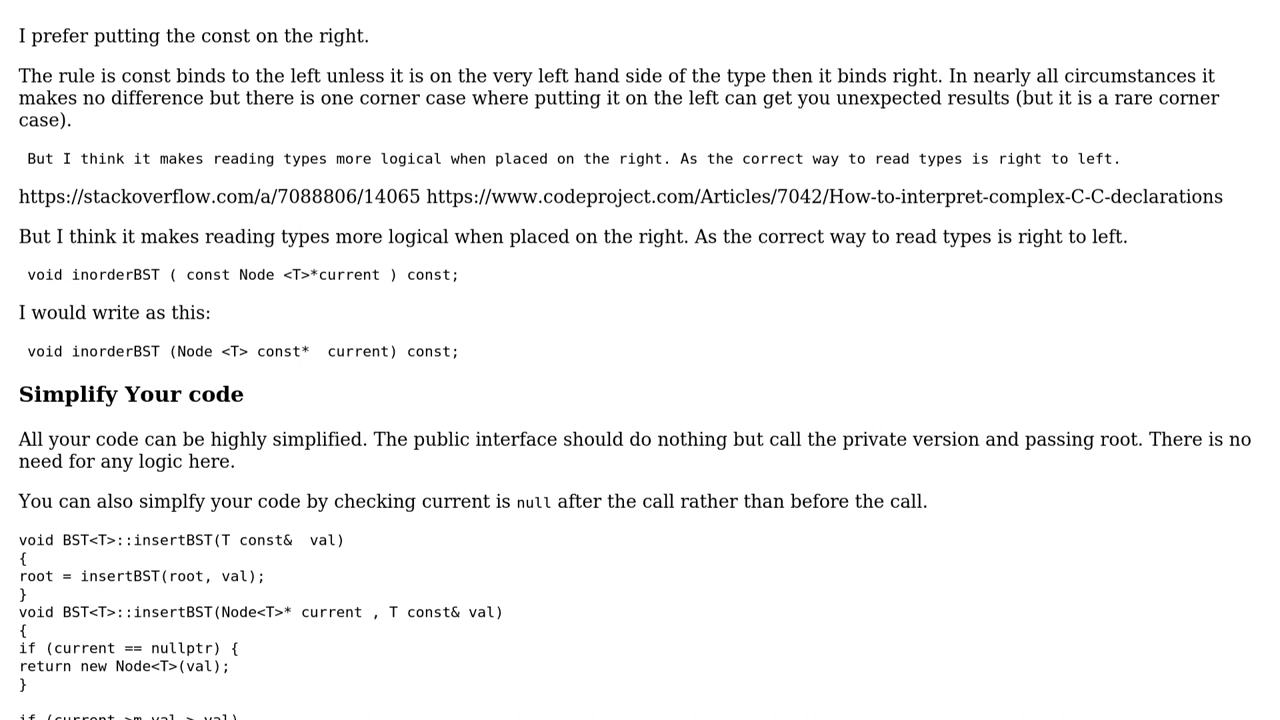 I prefer putting the const on the right.
The rule is const binds to the left unless it is on the very left hand side of the type then it binds right. In nearly all circumstances it
makes no difference but there is one corner case where putting it on the left can get you unexpected results (but it is a rare corner
case).
But I think it makes reading types more logical when placed on the right. As the correct way to read types is right to left.
https://stackoverflow.com/a/7088806/14065 https://www.codeproject.com/Articles/7042/How-to-interpret-complex-C-C-declarations
But I think it makes reading types more logical when placed on the right. As the correct way to read types is right to left.
void inorderBST ( const Node <T>*current ) const;
I would write as this:
void inorderBST (Node <T> const*  current) const;
Simplify Your code
All your code can be highly simplified. The public interface should do nothing but call the private version and passing root. There is no
need for any logic here.
You can also simplfy your code by checking current is null after the call rather than before the call.
void BST<T>::insertBST(T const&  val)
{
root = insertBST(root, val);
}
void BST<T>::insertBST(Node<T>* current , T const& val)
{
if (current == nullptr) {
return new Node<T>(val);
}
if (current->m_val > val)